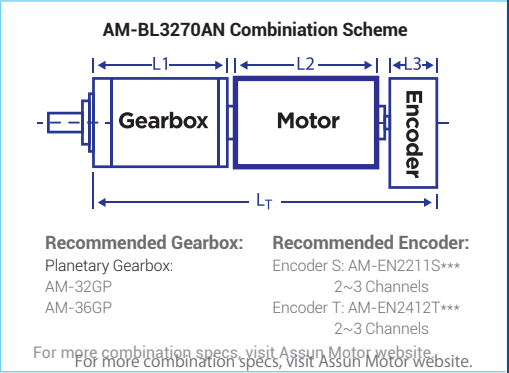 AM-BL3270AN Combiniation Scheme
L1 L2 L3
Gearbox Motor Encoder
LT
Recommended Gearbox: Recommended Encoder:
Planetary Gearbox: Encoder S: AM-EN2211S***
AM-32GP 2~3 Channels
AM-36GP Encoder T: AM-EN2412T***
2~3 Channels
For more combination specs, visit Assun Motor website.
For more combination specs, visit Assun Motor website.